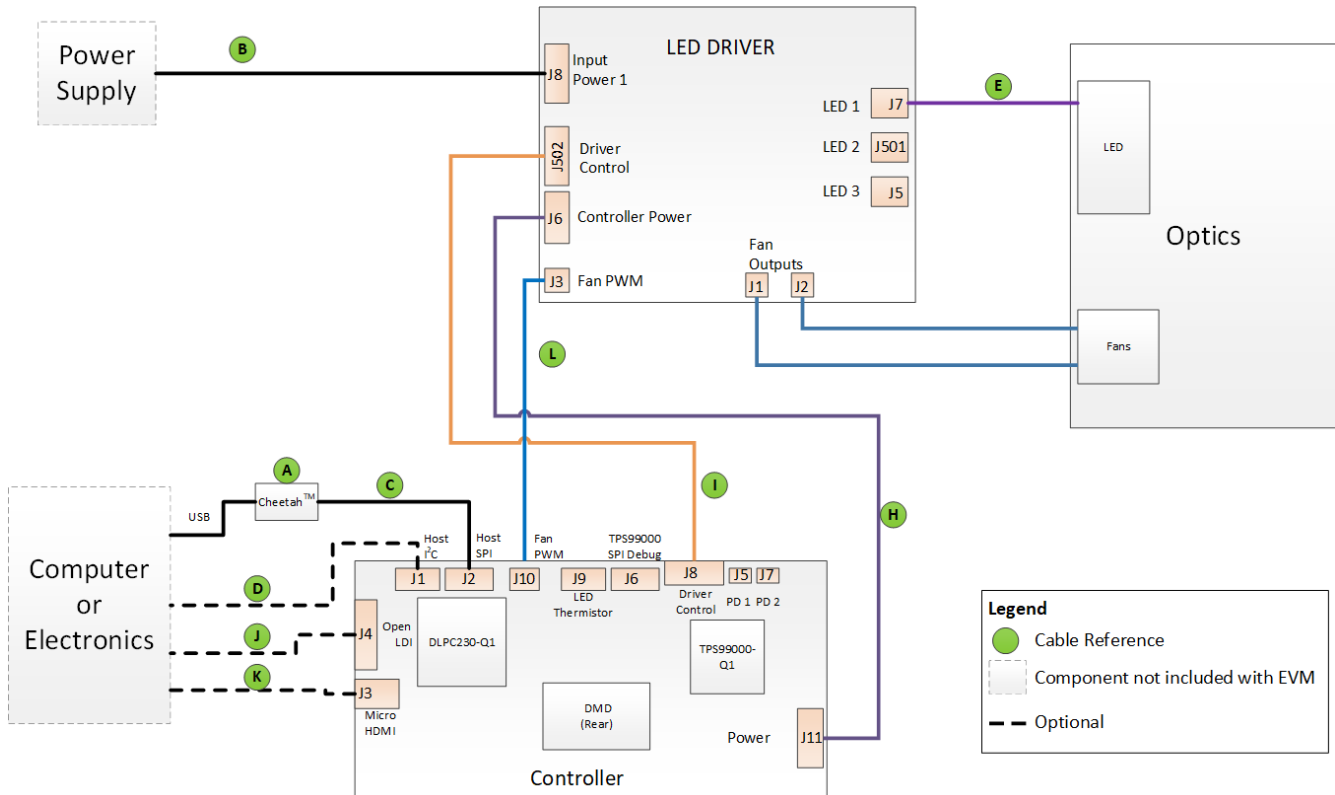 Power
Supply
B
LED DRIVER
J8
Input
Power 1
J502
Driver
Control
J6
Controller Power
J3
Fan PWM
LED 1
J7
LED 2
J501
LED 3
J5
Fan
Outputs
J1
J2
E
LED
Optics
Fans
L
I
H
A
Cheetah™
C
USB
Computer
or
Electronics
D
J
K
Host
I²C
Host
SPI
Fan
PWM
TPS99000
SPI Debug
J1
J2
J10
J9
LED
Thermistor
J6
J8
Driver
Control
J5
J7
PD 1
PD 2
J4
Open
LDI
DLPC230-Q1
TPS99000-
Q1
J3
Micro
HDMI
DMD
(Rear)
Power
J11
Controller
Legend
Cable Reference
Component not included with EVM
Optional